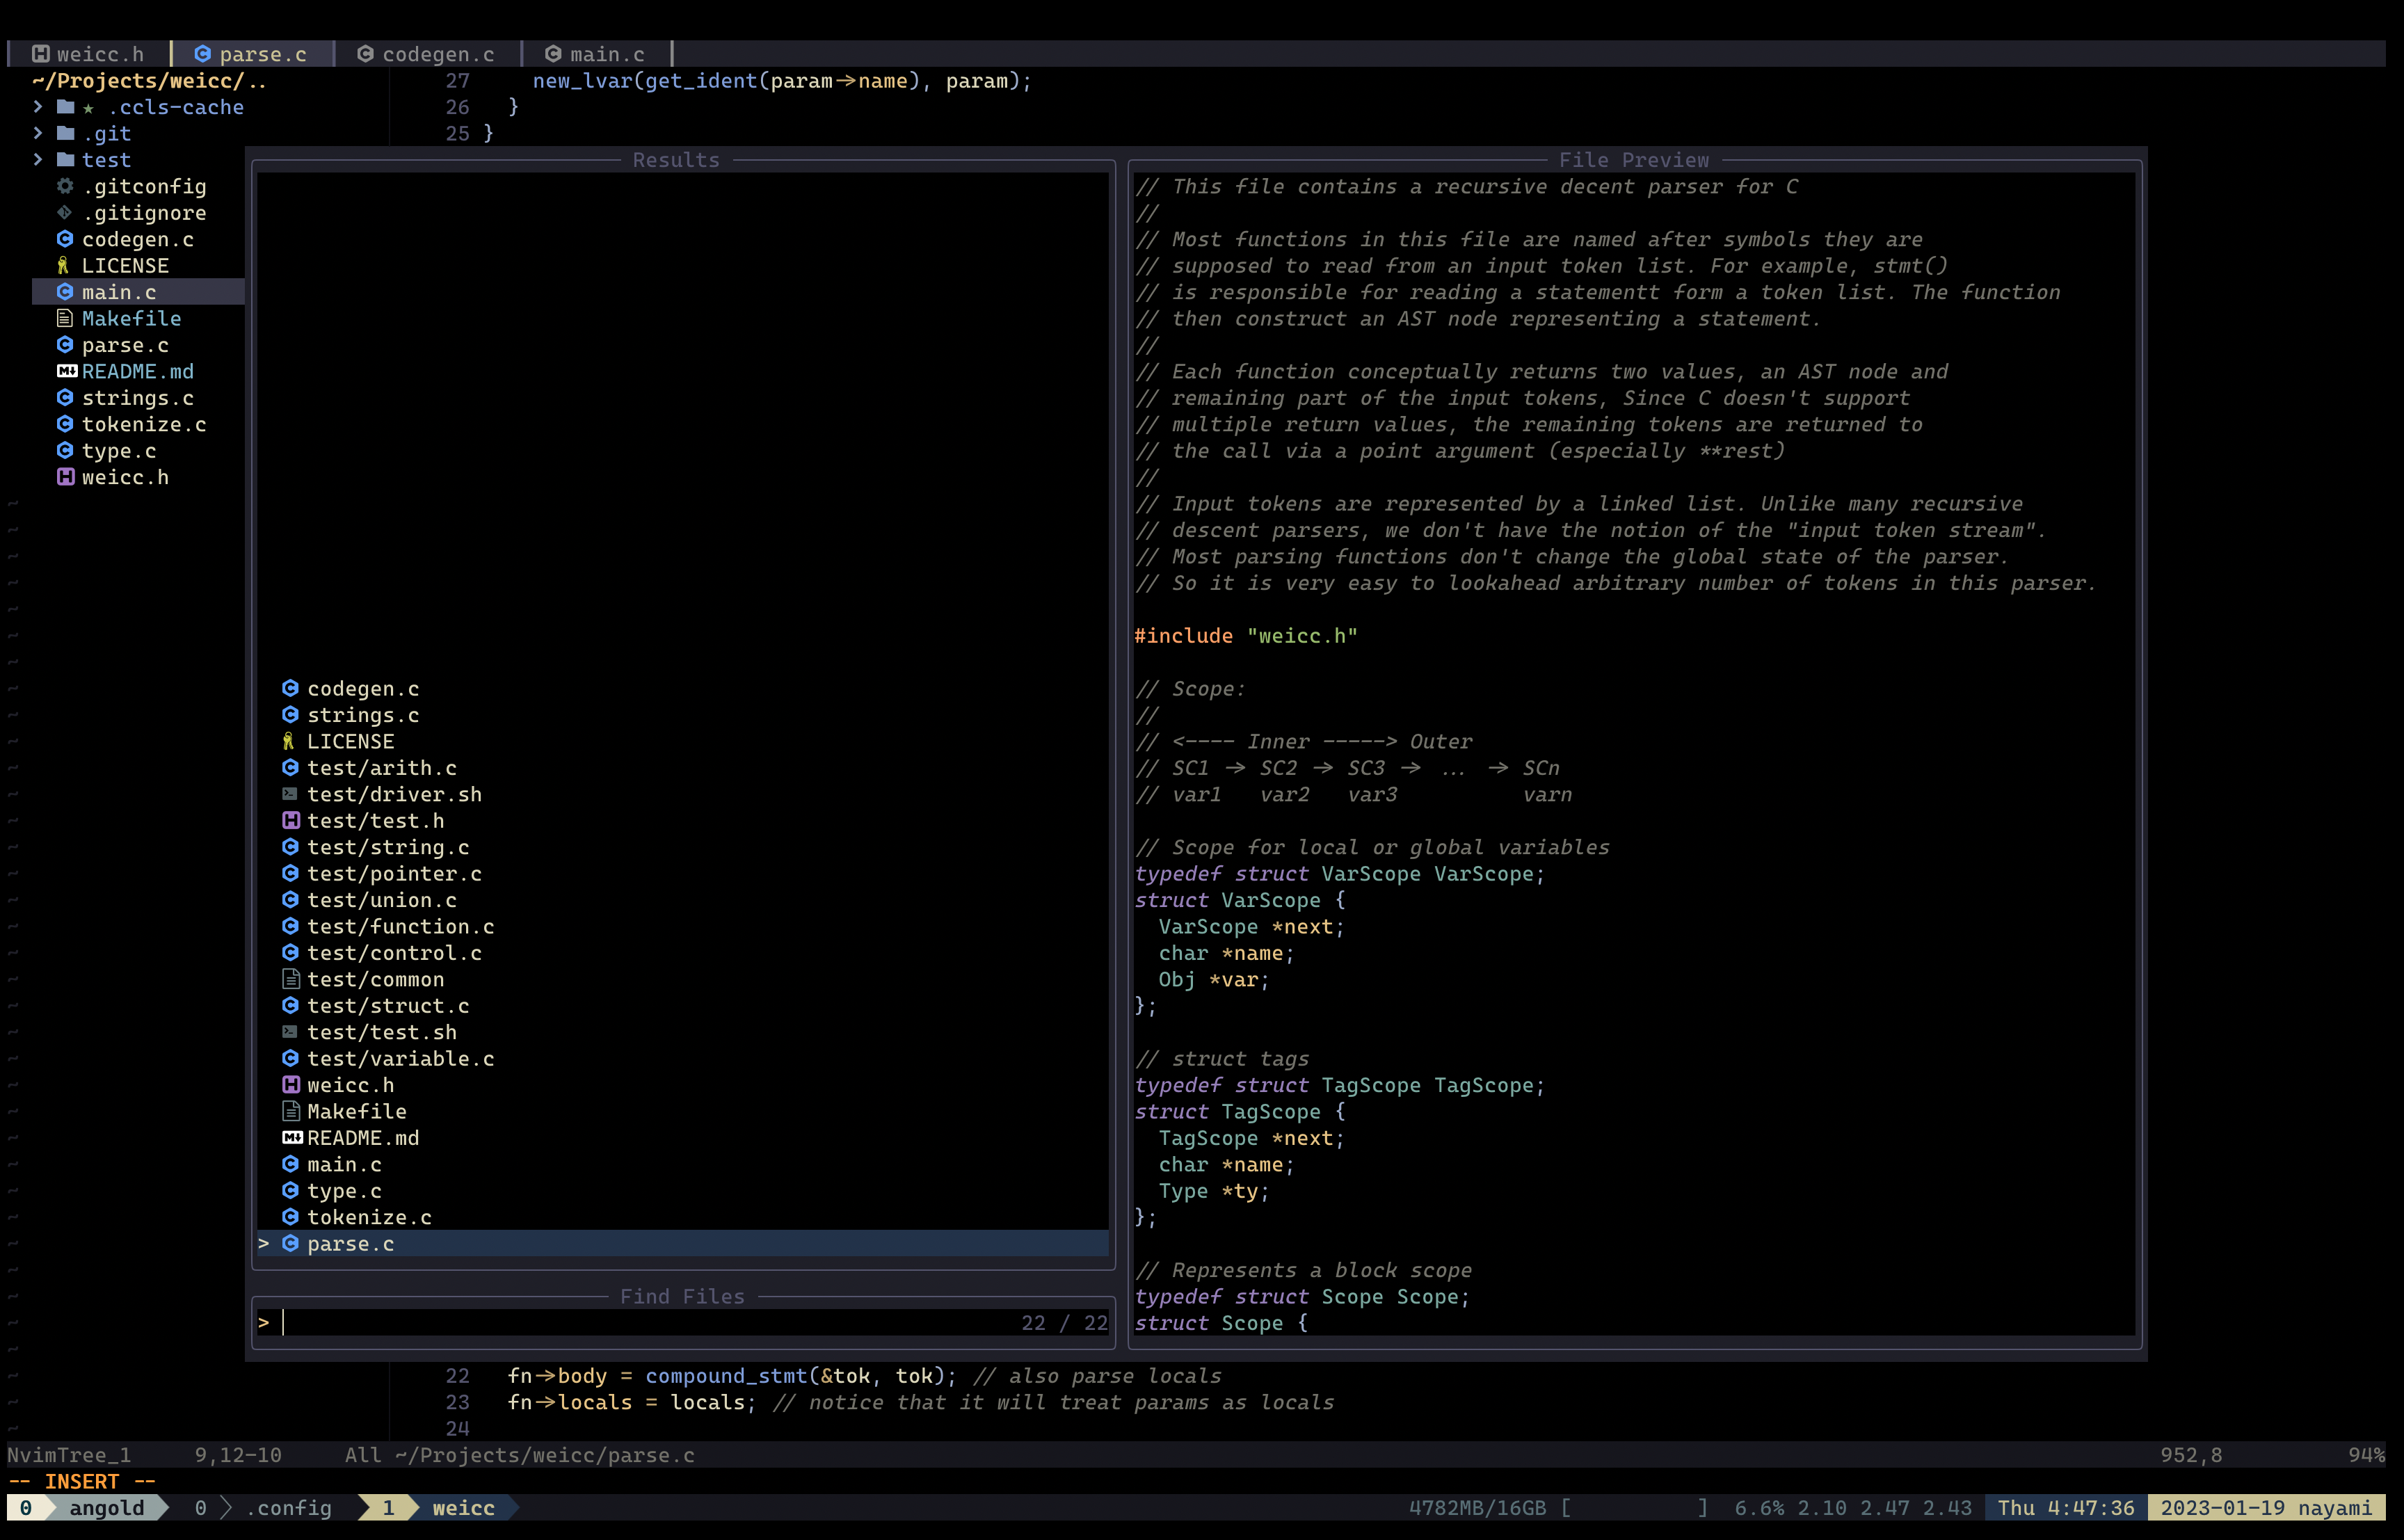 weicc.h parse.c codegen.c main.c
~/Projects/weicc/..
.ccls-cache
.git
test
.gitconfig
.gitignore
codegen.c
LICENSE
main.c
Makefile
parse.c
README.md
strings.c
tokenize.c
type.c
weicc.h
27 new_lvar(get_ident(param->name), param);
26 }
25 }
Results
codegen.c
strings.c
LICENSE
test/arith.c
test/driver.sh
test/test.h
test/string.c
test/pointer.c
test/union.c
test/function.c
test/control.c
test/common
test/struct.c
test/test.sh
test/variable.c
weicc.h
Makefile
README.md
main.c
type.c
tokenize.c
> parse.c
Find Files
> 22 / 22
File Preview
// This file contains a recursive decent parser for C
//
// Most functions in this file are named after symbols they are
// supposed to read from an input token list. For example, stmt()
// is responsible for reading a statementt form a token list. The function
// then construct an AST node representing a statement.
//
// Each function conceptually returns two values, an AST node and
// remaining part of the input tokens, Since C doesn't support
// multiple return values, the remaining tokens are returned to
// the call via a point argument (especially **rest)
//
// Input tokens are represented by a linked list. Unlike many recursive
// descent parsers, we don't have the notion of the "input token stream".
// Most parsing functions don't change the global state of the parser.
// So it is very easy to lookahead arbitrary number of tokens in this parser.
#include "weicc.h"
// Scope:
//
// <---- Inner -----> Outer
// SC1 -> SC2 -> SC3 -> ... -> SCn
// var1 var2 var3 varn
// Scope for local or global variables
typedef struct VarScope VarScope;
struct VarScope {
VarScope *next;
char *name;
Obj *var;
};
// struct tags
typedef struct TagScope TagScope;
struct TagScope {
TagScope *next;
char *name;
Type *ty;
};
// Represents a block scope
typedef struct Scope Scope;
struct Scope {
22 fn->body = compound_stmt(&tok, tok); // also parse locals
23 fn->locals = locals; // notice that it will treat params as locals
24
NvimTree_1 9,12-10 All ~/Projects/weicc/parse.c 952,8 94%
-- INSERT --
0 angold 0 .config 1 weicc 4782MB/16GB [ ] 6.6% 2.10 2.47 2.43 Thu 4:47:36 2023-01-19 nayami